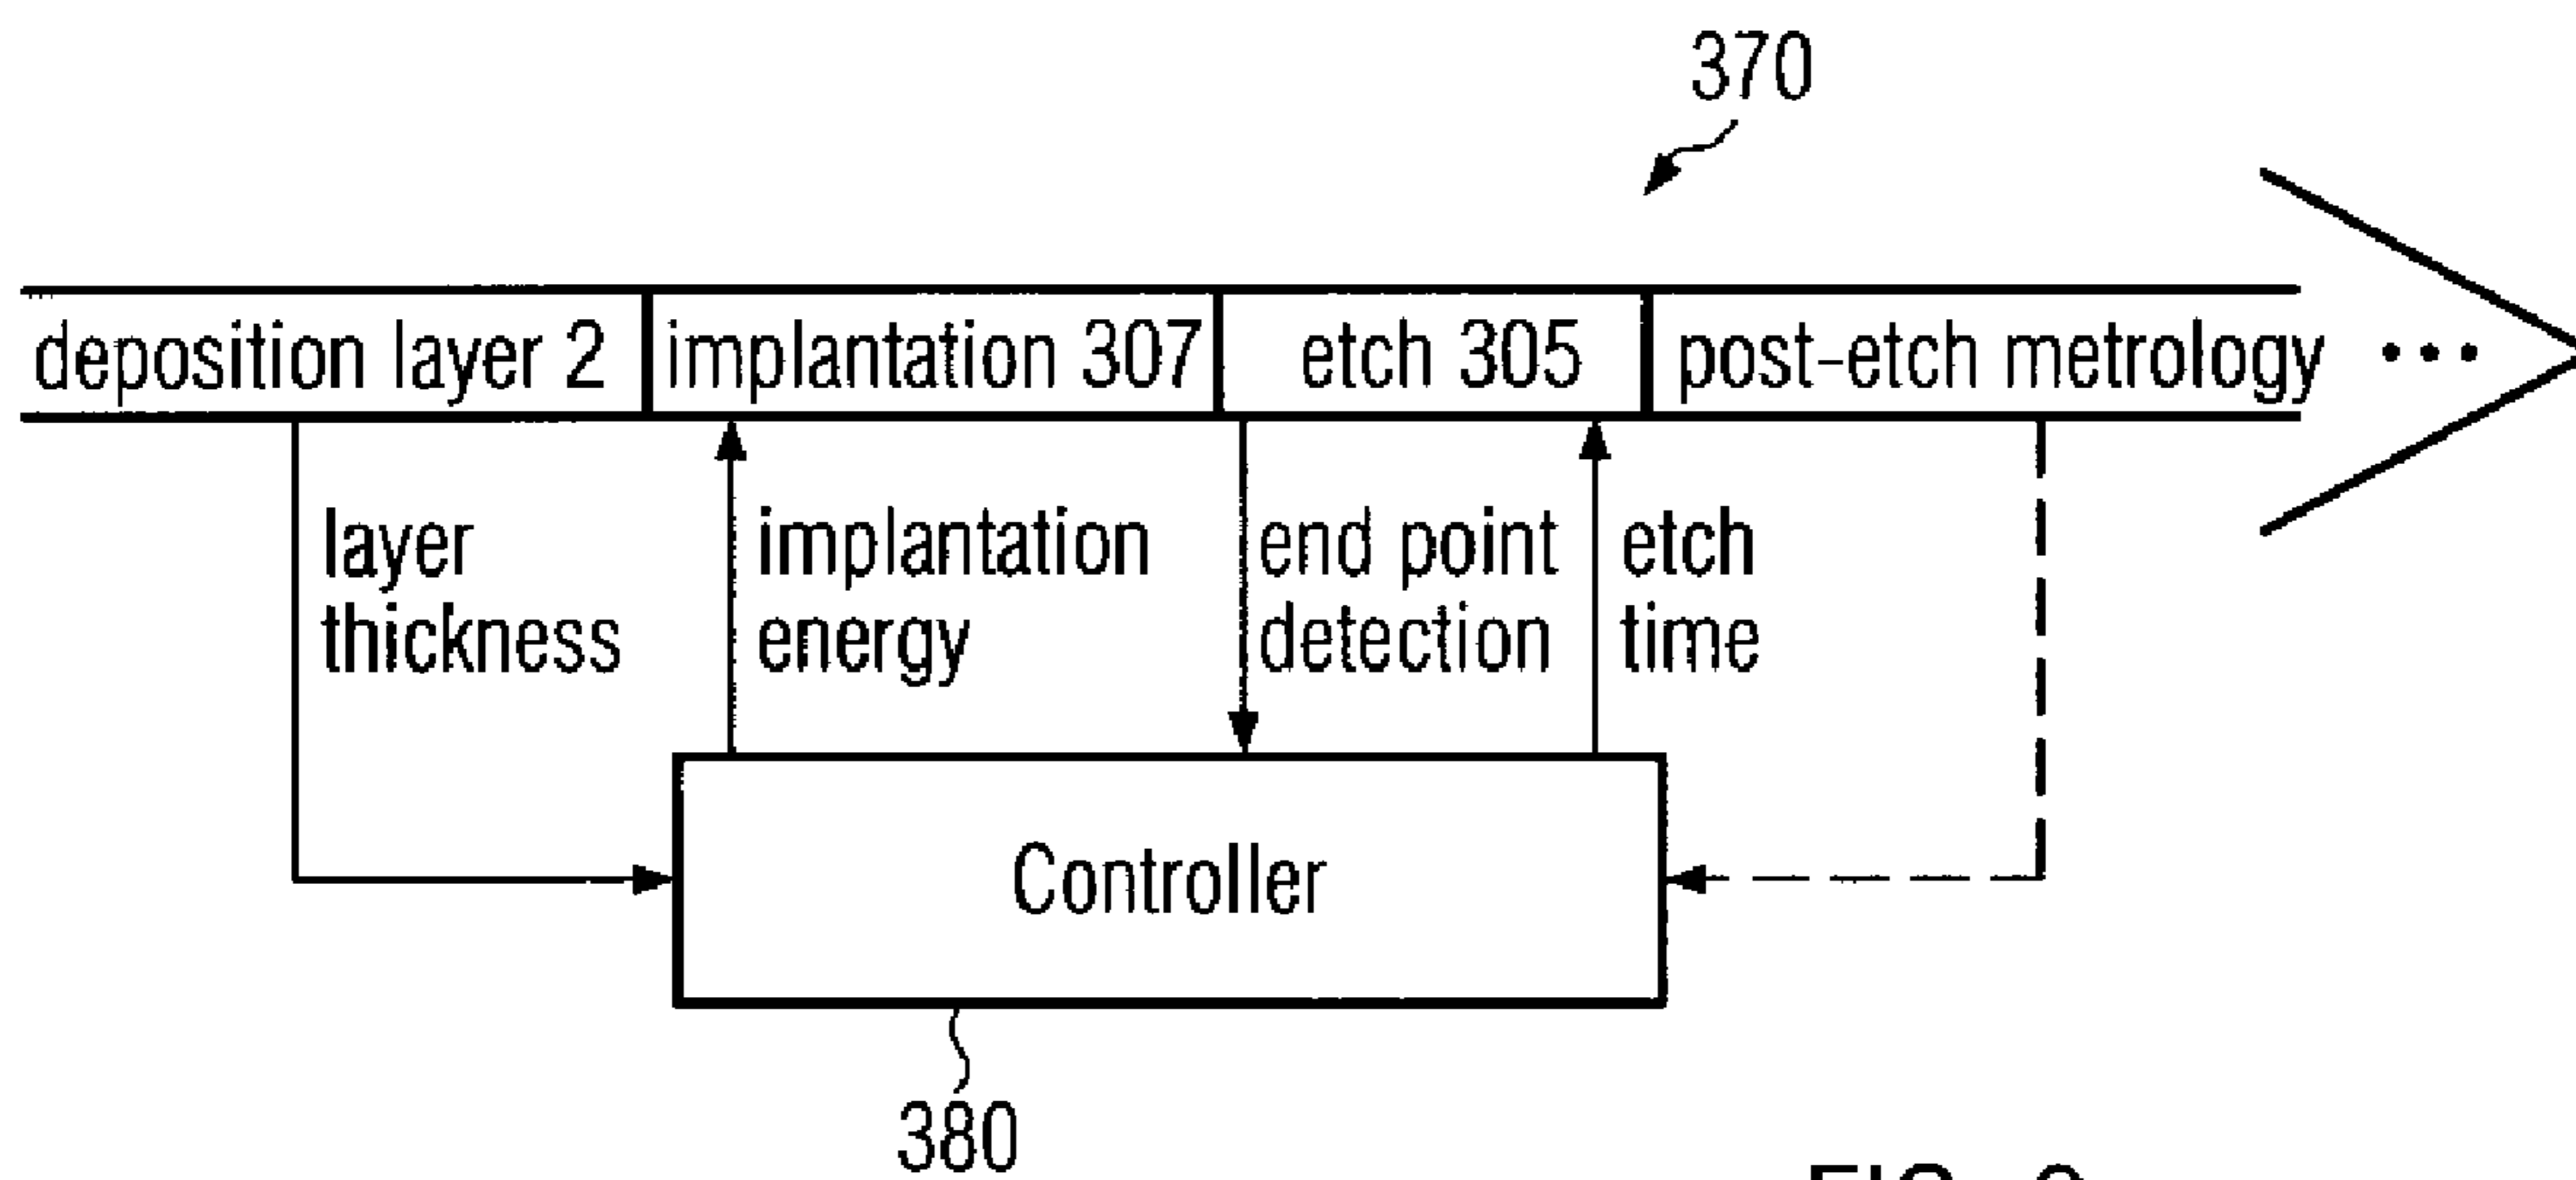 370
deposition layer 2
implantation 307
etch 305
post-etch metrology ...
layer
thickness
implantation
energy
end point
detection
etch
time
Controller
380